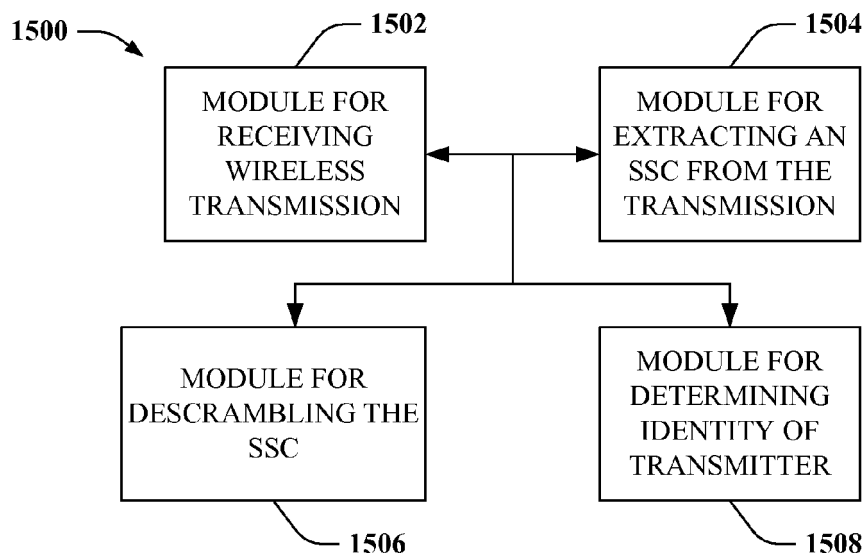 1500
1502
1504
MODULE FOR
RECEIVING
WIRELESS
TRANSMISSION
MODULE FOR
EXTRACTING AN
SSC FROM THE
TRANSMISSION
MODULE FOR
DESCRAMBLING THE
SSC
MODULE FOR
DETERMINING
IDENTITY OF
TRANSMITTER
1506
1508